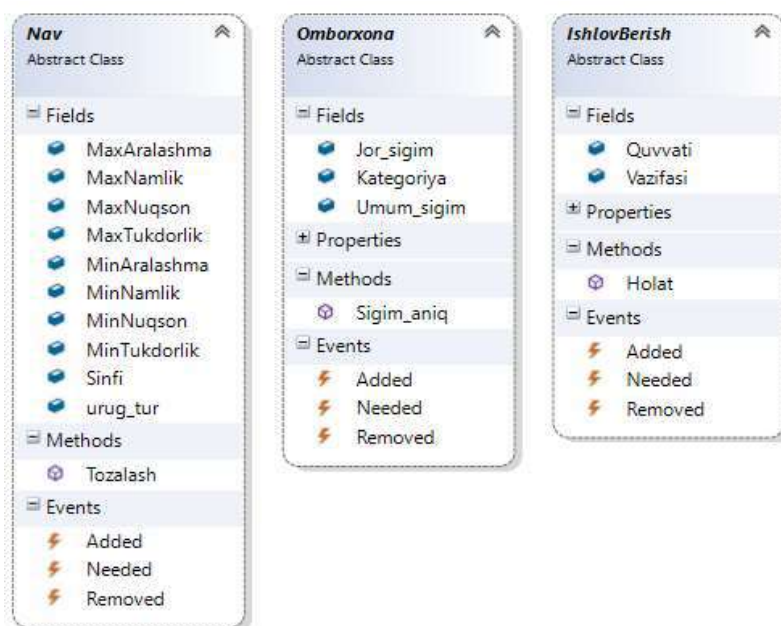 Nav
Abstract Class
Fields
MaxAralashma
MaxNamlik
MaxNuqson
MaxTukdorlik
MinAralashma
MinNamlik
MinNuqson
MinTukdorlik
Sinfi
urug_tur
Methods
Tozalash
Events
Added
Needed
Removed
Omborxona
Abstract Class
Fields
Jor_sigim
Kategoriya
Umum_sigim
Properties
Methods
Sigim_aniq
Events
Added
Needed
Removed
IshlovBerish
Abstract Class
Fields
Quvvati
Vazifasi
Properties
Methods
Holat
Events
Added
Needed
Removed